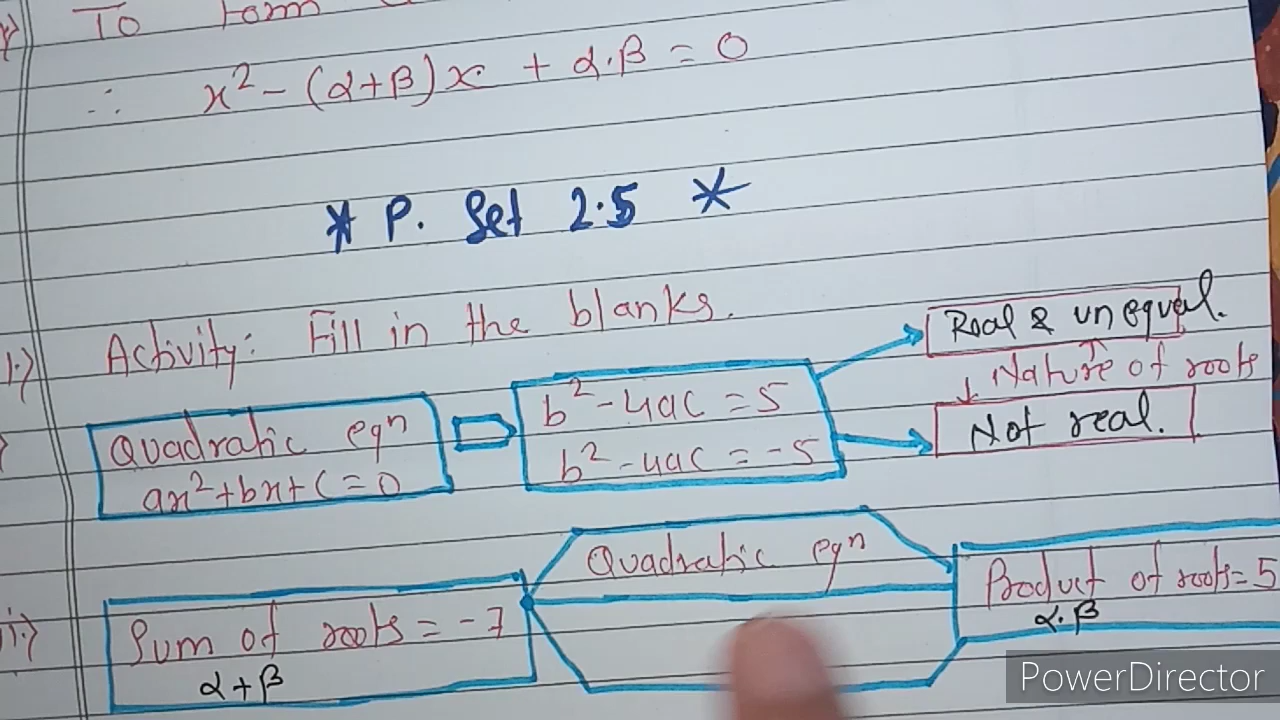 To form
∴ x² - (α+β)x + α.β = 0
* P. Set 2.5 *
1.) Activity: Fill in the blanks.
Real & unequal.
Nature of roots
Not real.
b² - 4ac = 5
b² - 4ac = -5
Quadratic eqⁿ
ax² + bx + c = 0
Quadratic eqⁿ
ii.) Sum of roots = -7
α + β
Product of roots = 5
α.β
PowerDirector